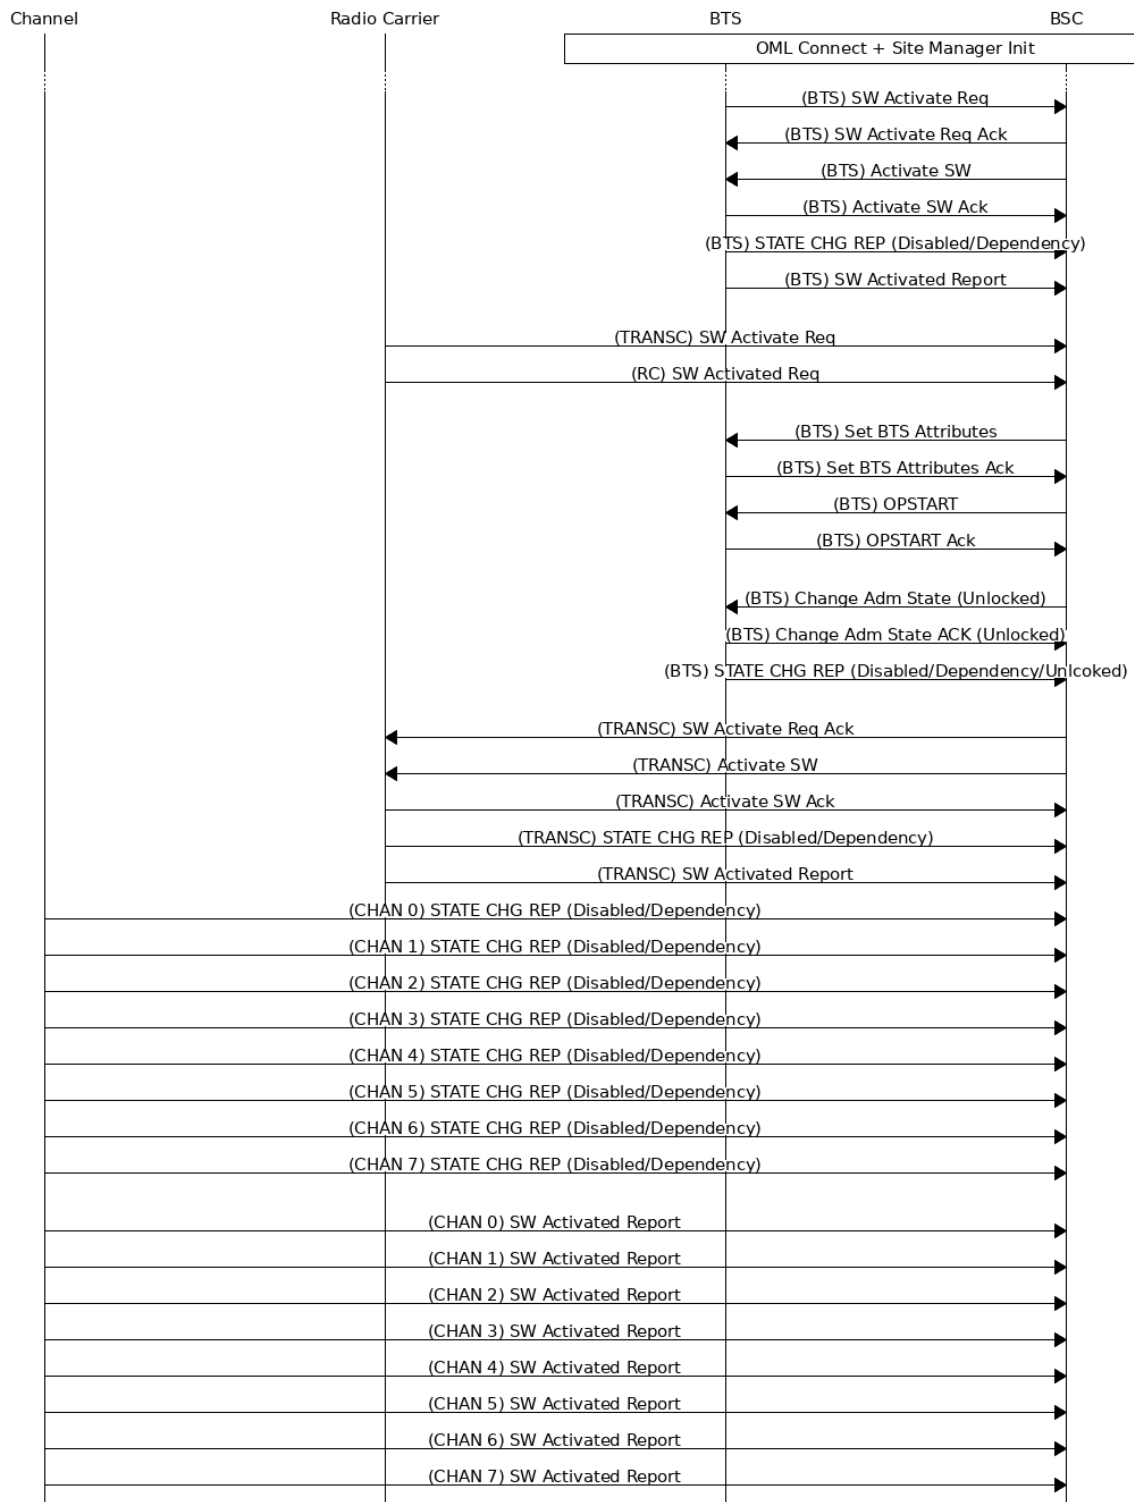 Channel Radio Carrier BTS BSC
OML Connect + Site Manager Init
(BTS) SW Activate Req
(BTS) SW Activate Req Ack
(BTS) Activate SW
(BTS) Activate SW Ack
(BTS) STATE CHG REP (Disabled/Dependency)
(BTS) SW Activated Report
(TRANSC) SW Activate Req
(RC) SW Activated Req
(BTS) Set BTS Attributes
(BTS) Set BTS Attributes Ack
(BTS) OPSTART
(BTS) OPSTART Ack
(BTS) Change Adm State (Unlocked)
(BTS) Change Adm State ACK (Unlocked)
(BTS) STATE CHG REP (Disabled/Dependency/Unlcoked)
(TRANSC) SW Activate Req Ack
(TRANSC) Activate SW
(TRANSC) Activate SW Ack
(TRANSC) STATE CHG REP (Disabled/Dependency)
(TRANSC) SW Activated Report
(CHAN 0) STATE CHG REP (Disabled/Dependency)
(CHAN 1) STATE CHG REP (Disabled/Dependency)
(CHAN 2) STATE CHG REP (Disabled/Dependency)
(CHAN 3) STATE CHG REP (Disabled/Dependency)
(CHAN 4) STATE CHG REP (Disabled/Dependency)
(CHAN 5) STATE CHG REP (Disabled/Dependency)
(CHAN 6) STATE CHG REP (Disabled/Dependency)
(CHAN 7) STATE CHG REP (Disabled/Dependency)
(CHAN 0) SW Activated Report
(CHAN 1) SW Activated Report
(CHAN 2) SW Activated Report
(CHAN 3) SW Activated Report
(CHAN 4) SW Activated Report
(CHAN 5) SW Activated Report
(CHAN 6) SW Activated Report
(CHAN 7) SW Activated Report